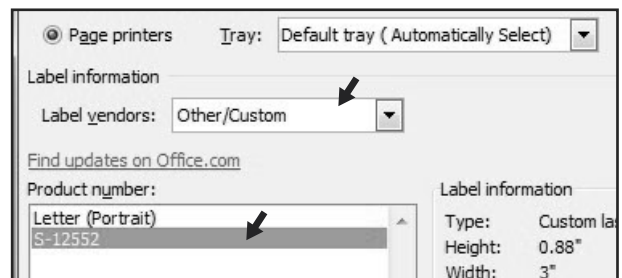 Page printers Tray: Default tray ( Automatically Select)
Label information
Label vendors: Other/Custom
Find updates on Office.com
Product number:
Letter (Portrait)
S-12552
Label information
Type: Custom
Height: 0.88"
Width: 3"